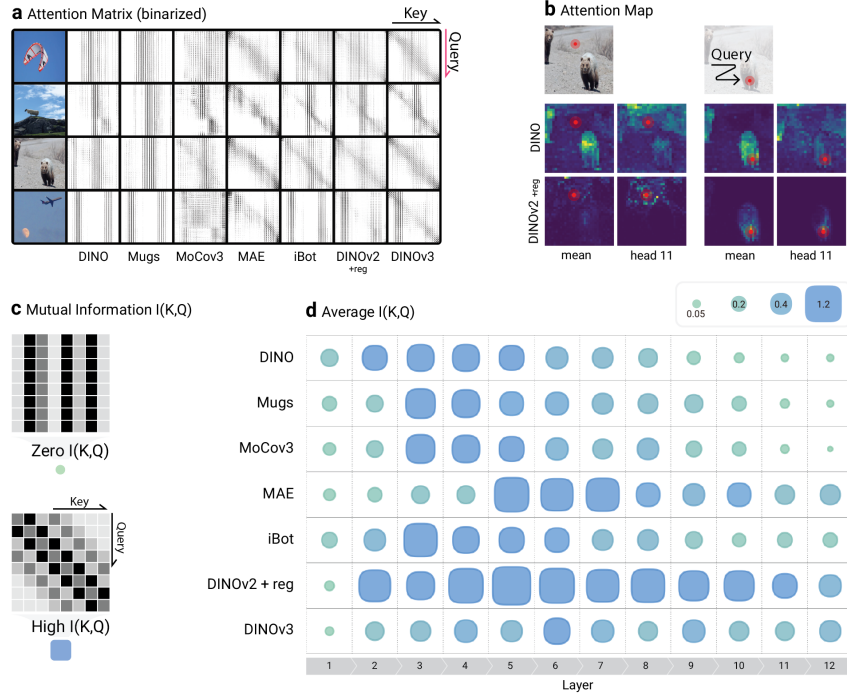 a Attention Matrix (binarized)
Key
Query
DINO Mugs MoCov3 MAE iBot DINOv2 +reg DINOv3
b Attention Map
Query
DINO
DINOv2 +reg
mean head 11 mean head 11
c Mutual Information I(K,Q)
Zero I(K,Q)
Key
Query
High I(K,Q)
d Average I(K,Q)
0.05 0.2 0.4 1.2
DINO
Mugs
MoCov3
MAE
iBot
DINOv2 + reg
DINOv3
1 2 3 4 5 6 7 8 9 10 11 12
Layer